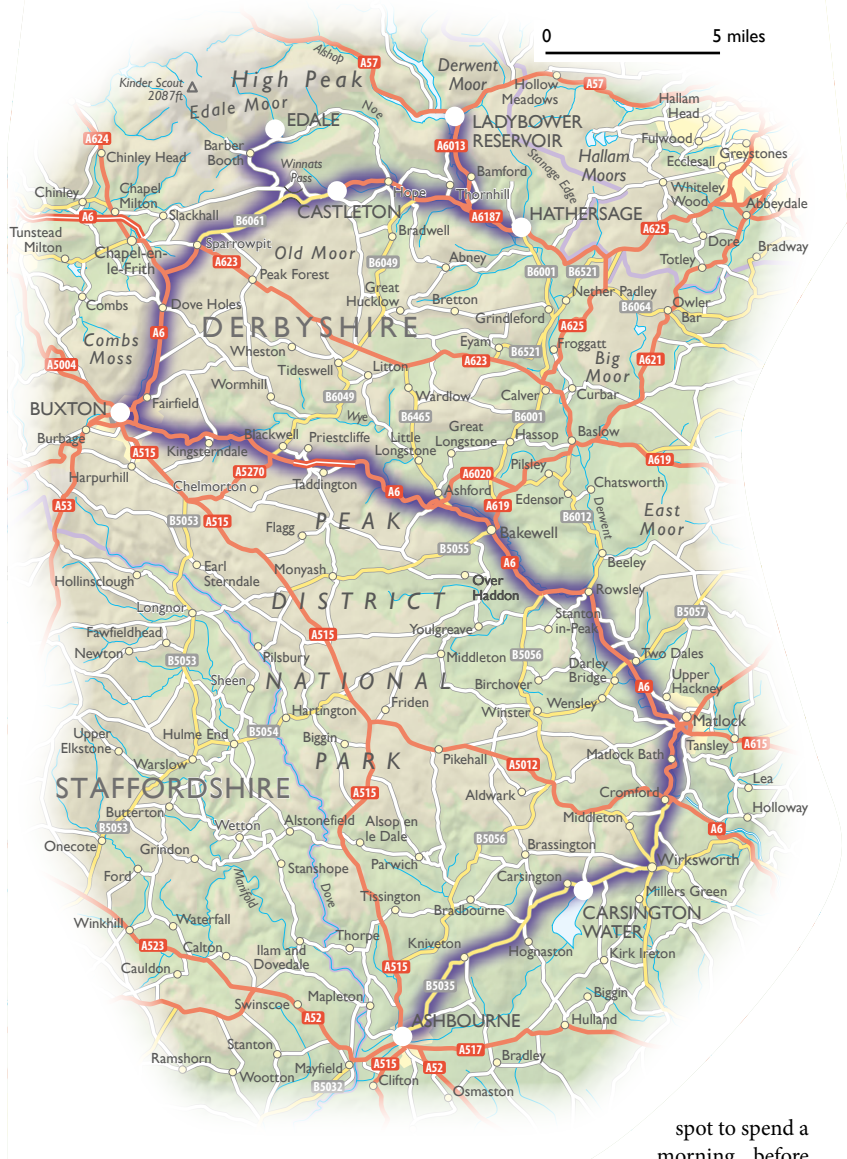 0 5 miles
Alshop
A57
Derwent
Moor
Hollow
Meadows
A57
Kinder Scout
2087ft
High Peak
Edale Moor
Noe
Hallam
Head
EDALE
LADYBOWER
RESERVOIR
A624
Chinley Head
Barber
Booth
A6013
Fulwood
Greystones
Ecclesall
Winnats
Pass
Bamford
Stanage Edge
Hallam
Moors
Chinley
Chapel
Milton
Hope
Thornhill
Whiteley
Wood
Abbeydale
A6
Slackhall
B6061
CASTLETON
A6187
HATHERSAGE
A625
Tunstead
Milton
Chapel-en-
le-Frith
Sparrowpit
Old Moor
Bradwell
Dore
Bradway
A623
B6049
Abney
Totley
Peak Forest
B6001
B6521
Combs
Dove Holes
Great
Hucklow
Bretton
Nether Padley
B6064
Owler
Bar
Grindleford
DERBYSHIRE
A6
Combs
Moss
A625
Froggatt
Wheston
Eyam
B6521
A621
A5004
Tideswell
Litton
A623
Big
Moor
Wormhill
B6049
Wardlow
Calver
Curbar
BUXTON
Fairfield
Wye
B6465
B6001
Burbage
Blackwell
Priestcliffe
Little
Longstone
Great
Longstone
Hassop
Baslow
A515
Kingsterndale
A619
Harpurhill
A5270
Taddington
A6020
Pilsley
Chelmorton
A6
Ashford
Edensor
Chatsworth
A53
A619
B5053
A515
Flagg
PEAK
Bakewell
B6012
Derwent
East
Moor
B5055
A6
Earl
Sterndale
Monyash
Beeley
Hollinsclough
Over
Haddon
Rowsley
DISTRICT
Longnor
Stanton
in-Peak
B5057
Fawfieldhead
A515
Youlgreave
Newton
Pilsbury
Middleton
B5056
Two Dales
B5053
Darley
Bridge
Sheen
NATIONAL
Birchover
Upper
Hackney
A6
Wensley
Hartington
Friden
Winster
Matlock
Upper
Elkstone
Hulme End
B5054
Biggin
Tansley
A615
PARK
Pikehall
Matlock Bath
Warslow
A5012
STAFFORDSHIRE
A515
Aldwark
Cromford
Lea
Butterton
Middleton
Holloway
B5053
Wetton
Alstonefield
Alsop en
le Dale
A6
Onecote
B5056
Brassington
Grindon
Parwich
Wirksworth
Ford
Stanshope
Carsington
Manifold
Dove
Tissington
Millers Green
Bradbourne
CARSINGTON
WATER
Winkhill
Waterfall
Thorpe
Kniveton
A523
Calton
Ilam and
Dovedale
Hognaston
Kirk Ireton
Cauldon
A515
B5035
Swinscoe
Mapleton
Biggin
A52
ASHBOURNE
Hulland
Stanton
A517
Ramshorn
Mayfield
A515
A52
Bradley
Wootton
B5032
Clifton
Osmaston
spot to spend a
morning before